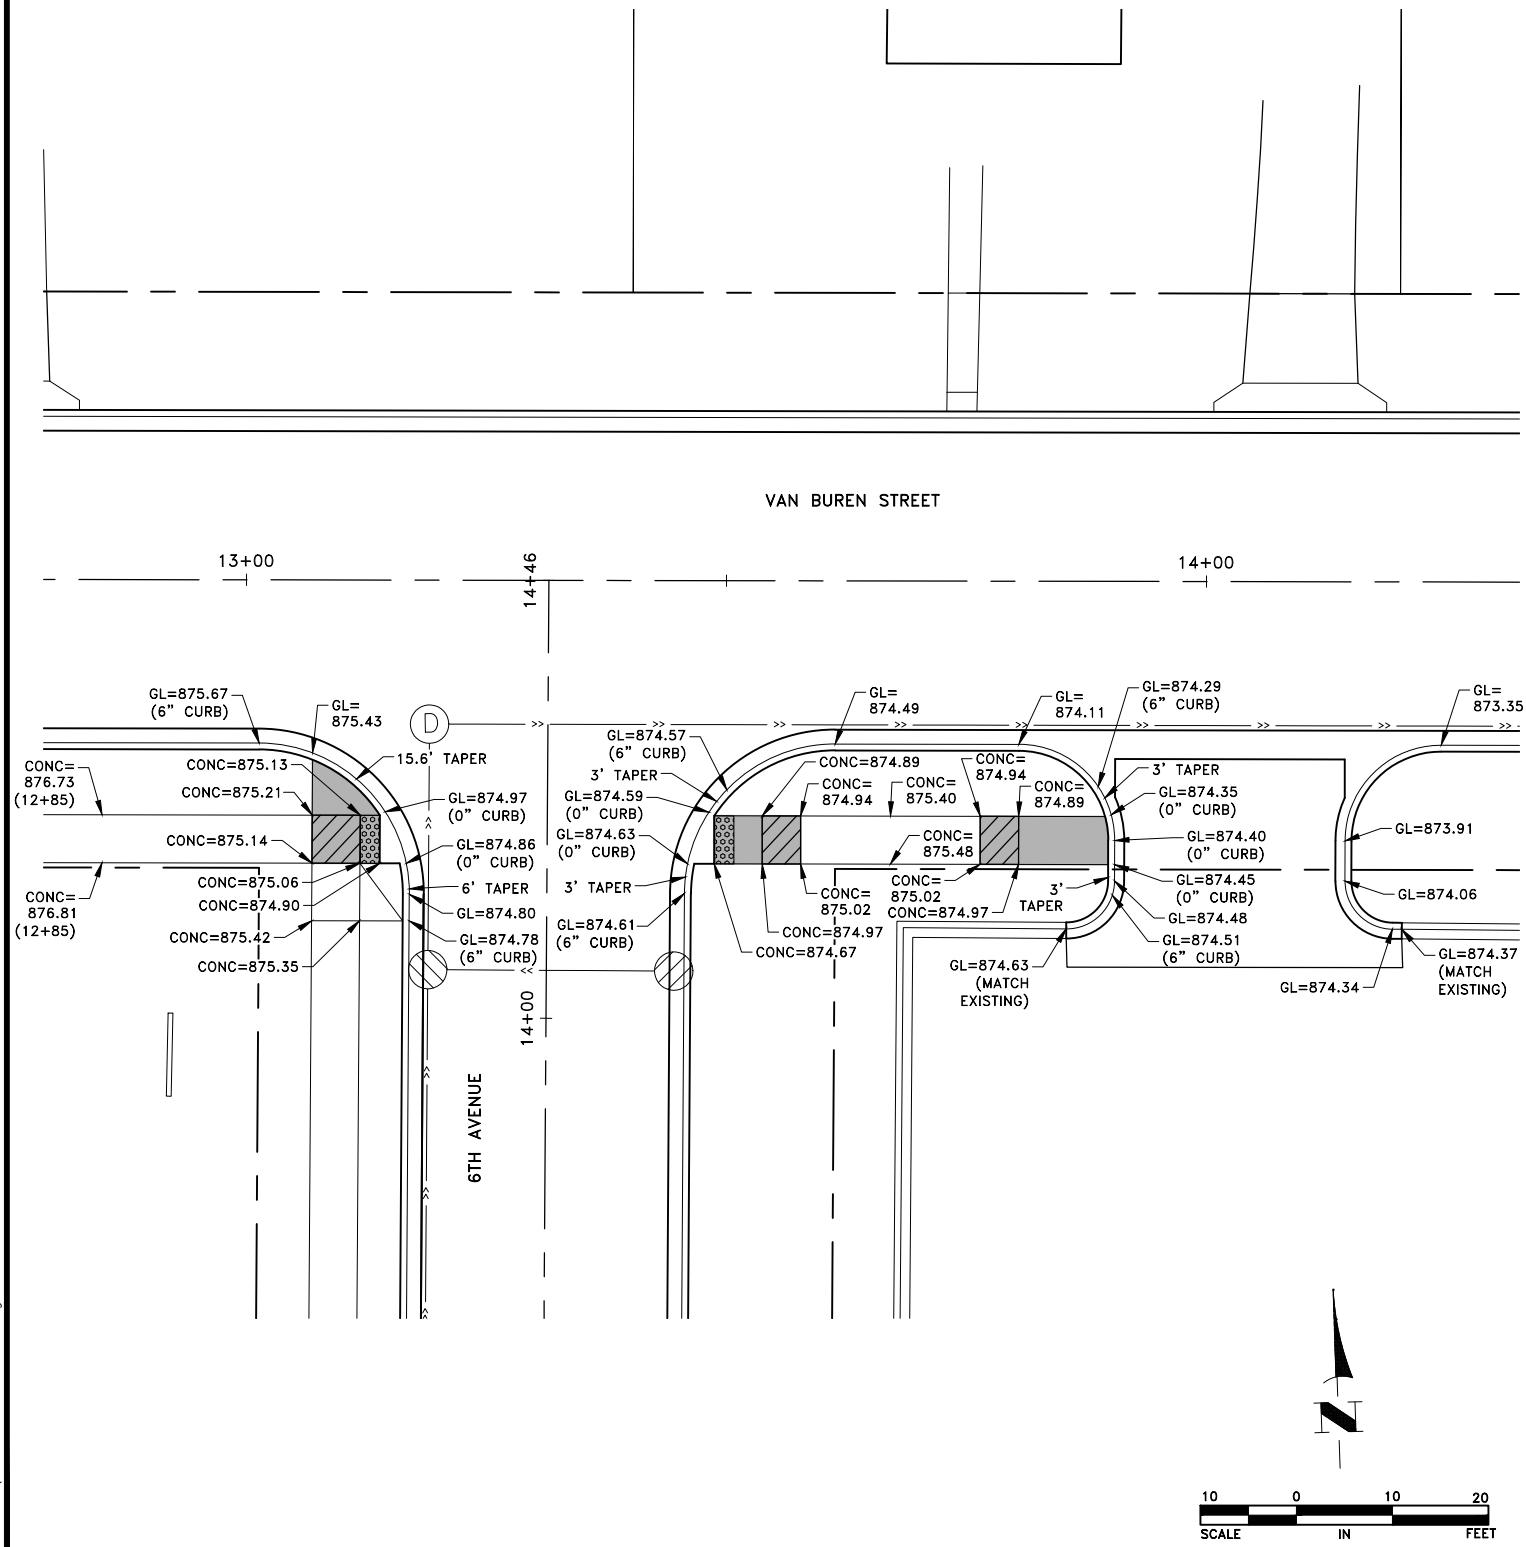 VAN BUREN STREET
13+00
14+46
14+00
GL=875.67
(6" CURB)
GL=
875.43
D
>>
>>
>>
>>
>>
>>
>>
>>
>>
GL=
874.49
GL=
874.11
GL=874.29
(6" CURB)
GL=
873.35
GL=874.57
(6" CURB)
15.6' TAPER
CONC=
876.73
(12+85)
CONC=875.13
CONC=875.21
3' TAPER
CONC=874.89
CONC=
874.94
3' TAPER
GL=874.97
(0" CURB)
GL=874.59
(0" CURB)
CONC=
874.94
CONC=
875.40
CONC=
874.89
GL=874.35
(0" CURB)
CONC=875.14
GL=874.86
(0" CURB)
GL=874.63
(0" CURB)
CONC=
875.48
GL=874.40
(0" CURB)
GL=873.91
CONC=
876.81
(12+85)
CONC=875.06
6' TAPER
3' TAPER
CONC=
875.02
CONC=
875.02
3'
TAPER
GL=874.45
(0" CURB)
GL=874.06
CONC=874.90
GL=874.80
CONC=874.97
GL=874.48
CONC=875.42
GL=874.78
(6" CURB)
GL=874.61
(6" CURB)
CONC=874.97
GL=874.51
(6" CURB)
CONC=875.35
CONC=874.67
<<
GL=874.63
(MATCH
EXISTING)
GL=874.34
GL=874.37
(MATCH
EXISTING)
14+00
6TH AVENUE
N
10 0 10 20
SCALE IN FEET